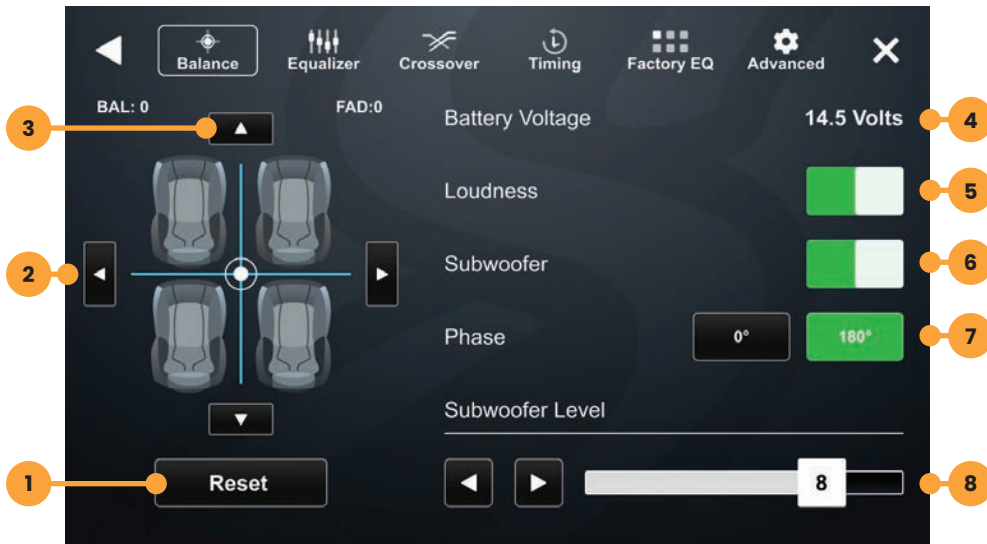 Balance Equalizer Crossover Timing Factory EQ Advanced
BAL: 0 FAD:0
3
Battery Voltage 14.5 Volts
4
Loudness
5
2
Subwoofer
6
Phase 0° 180°
7
Subwoofer Level
1
Reset
8
8